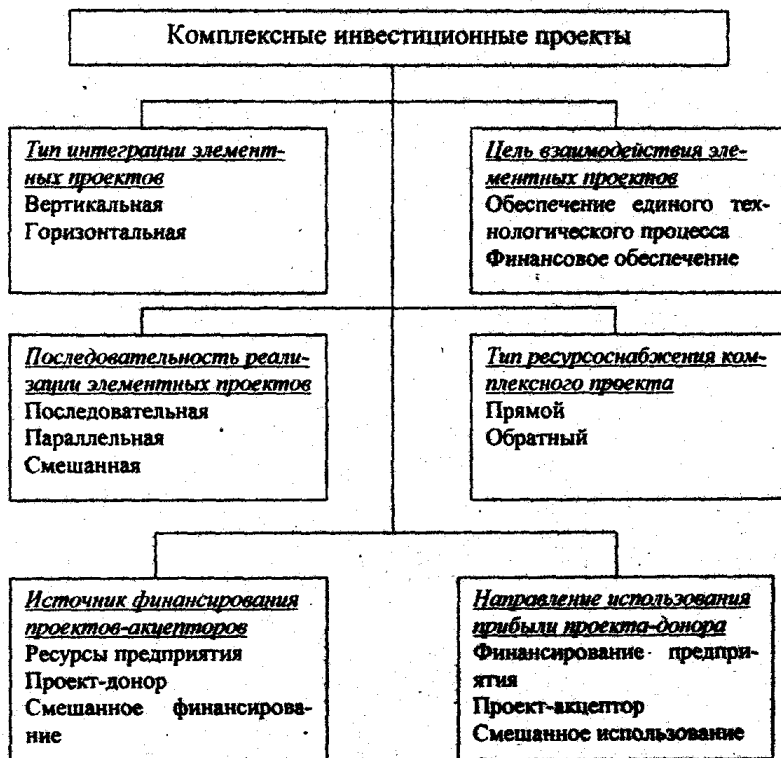 Комплексные инвестиционные проекты
Тип интеграции элемент-
ных проектов
Вертикальная
Горизонтальная
Цель взаимодействия эле-
ментных проектов
Обеспечение единого тех-
нологического процесса
Финансовое обеспечение
Последовательность реали-
зации элементных проектов
Последовательная
Параллельная
Смешанная
Тип ресурсоснабжения ком-
плексного проекта
Прямой
Обратный
Источник финансирования
проектов-акцепторов
Ресурсы предприятия
Проект-донор
Смешанное финансирова-
ние
Направление использования
прибыли проекта-донора
Финансирование предпри-
ятия
Проект-акцептор
Смешанное использование